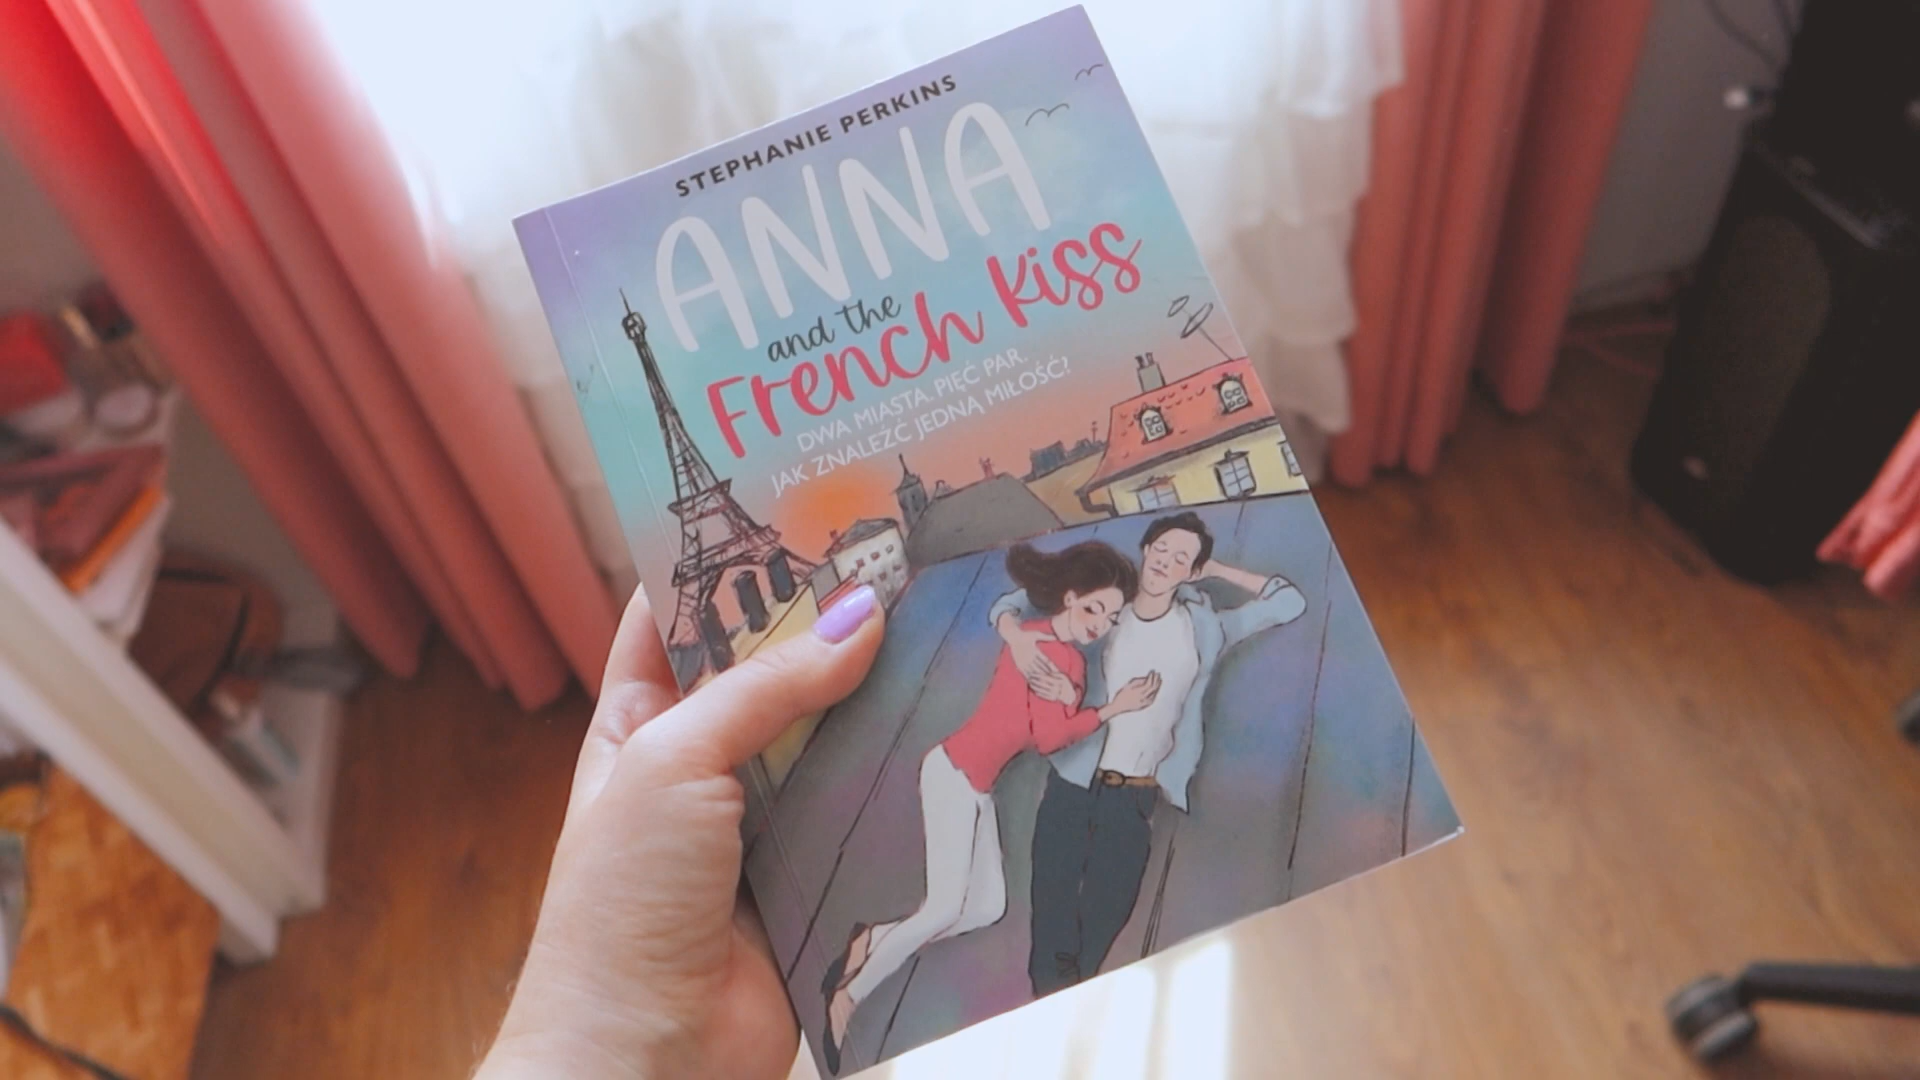 STEPHANIE PERKINS
ANNA
and the
French Kiss
DWA MIASTA. PIĘĆ PAR.
JAK ZNALEŹĆ JEDNĄ MIŁOŚĆ?